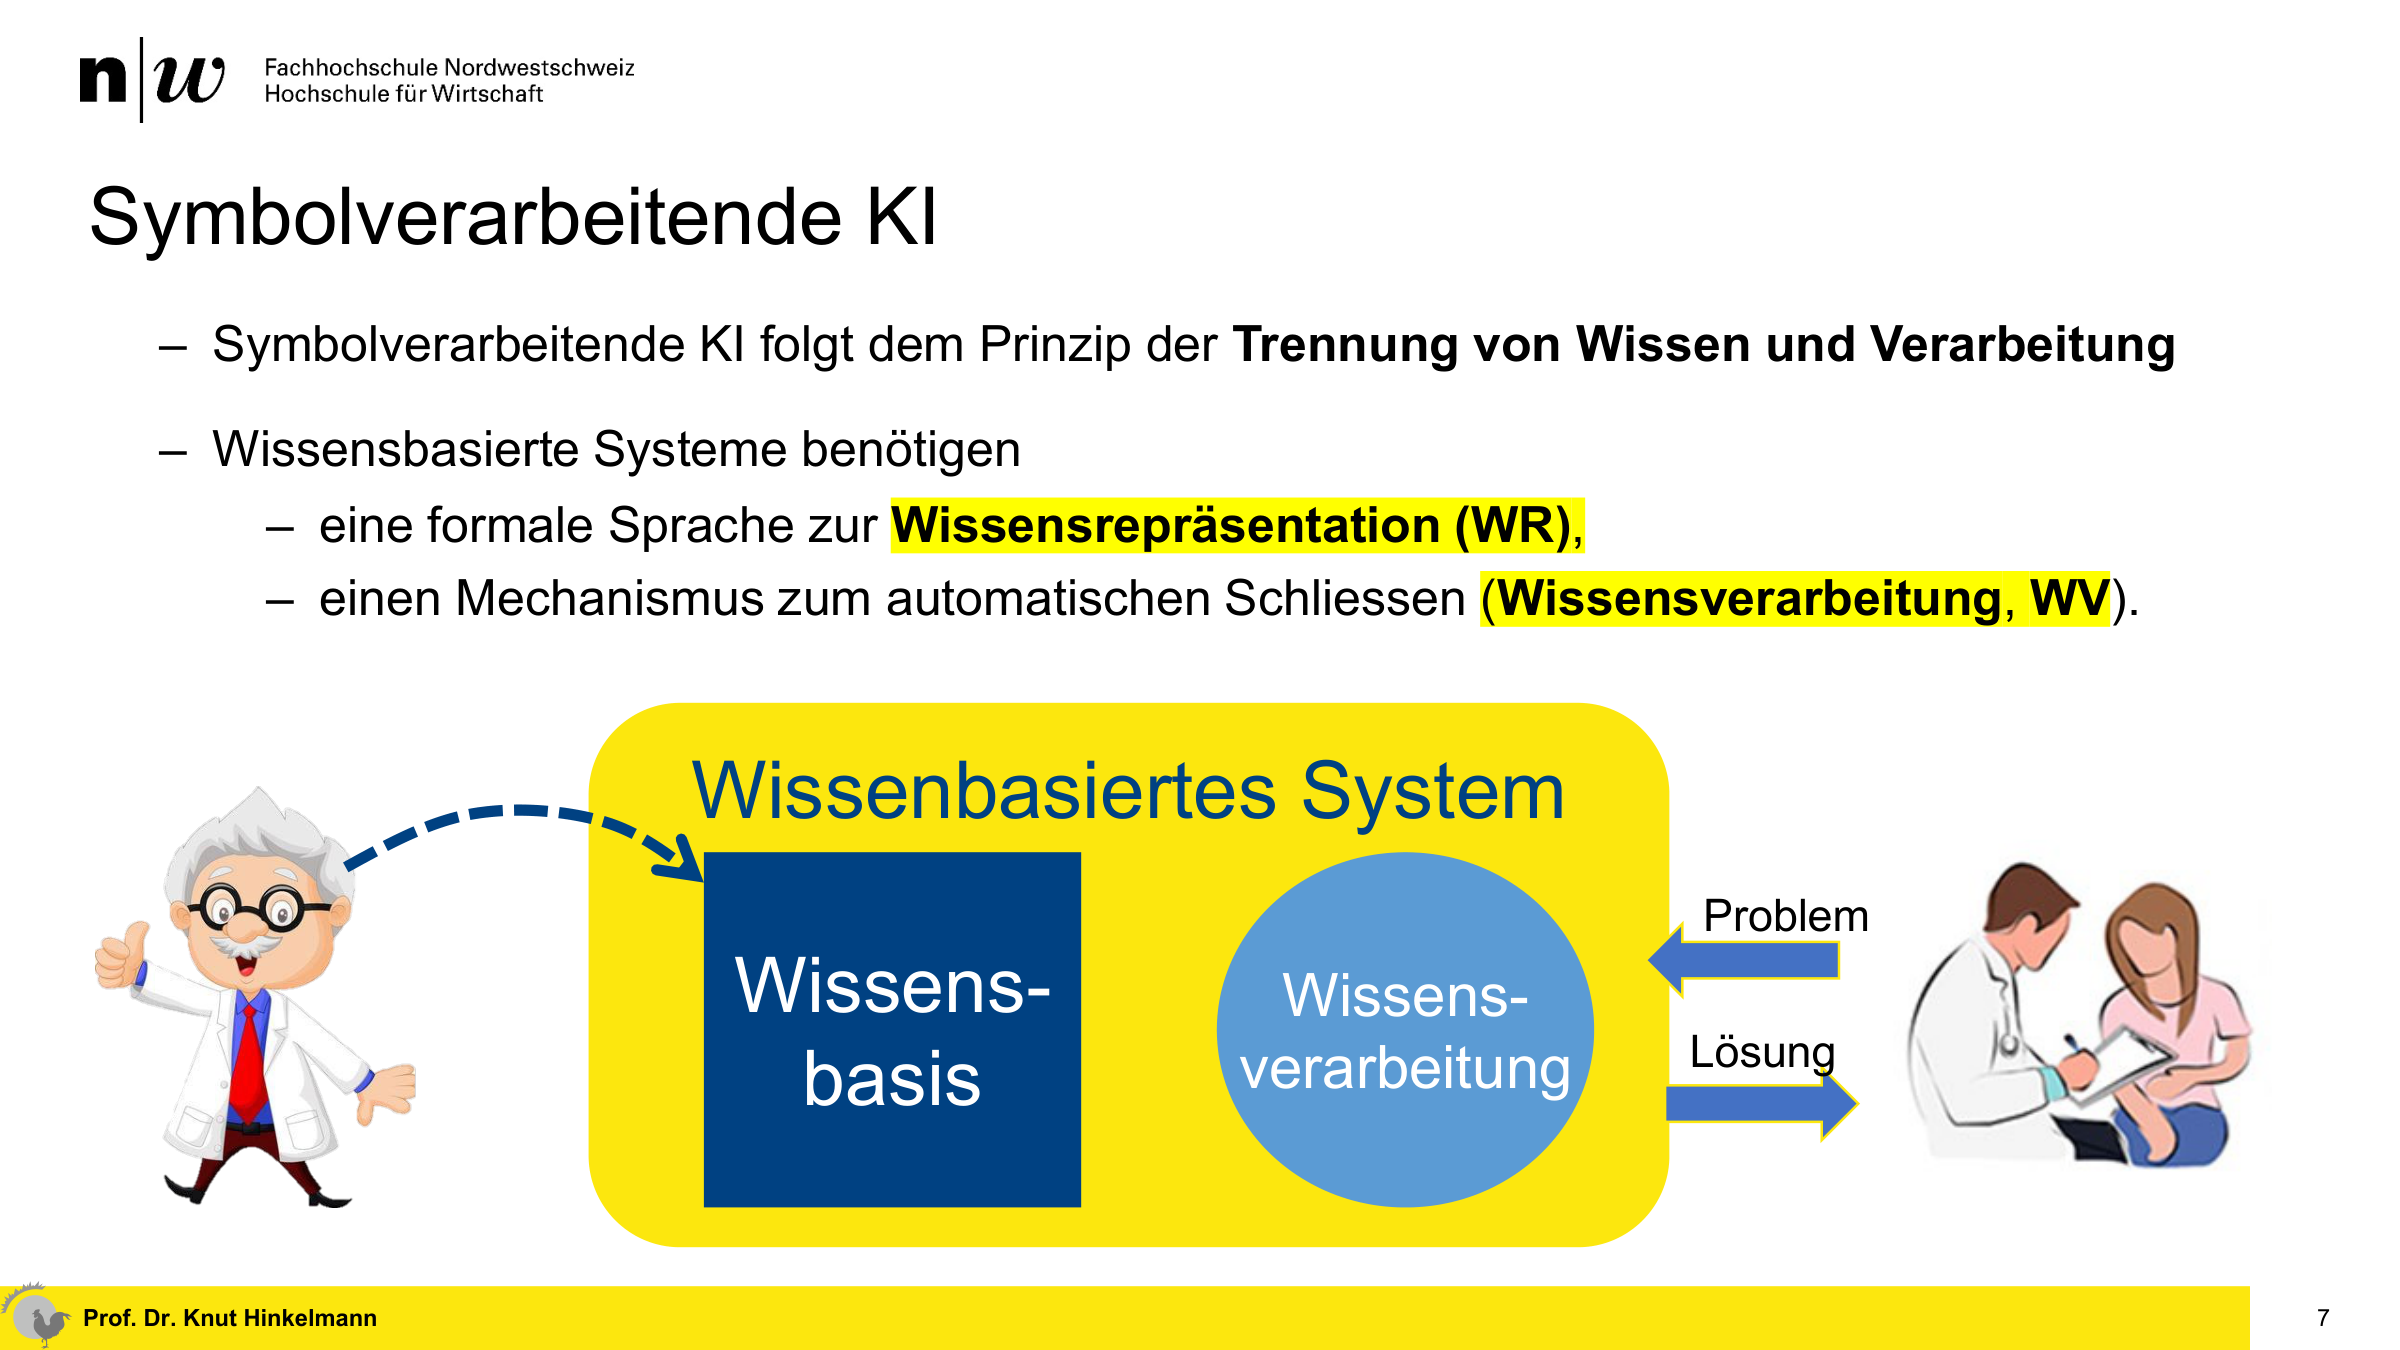 n|w Fachhochschule Nordwestschweiz
Hochschule für Wirtschaft
Symbolverarbeitende KI
– Symbolverarbeitende KI folgt dem Prinzip der Trennung von Wissen und Verarbeitung
– Wissensbasierte Systeme benötigen
– eine formale Sprache zur Wissensrepräsentation (WR),
– einen Mechanismus zum automatischen Schliessen (Wissensverarbeitung, WV).
Wissenbasiertes System
Wissens-
basis
Wissens-
verarbeitung
Problem
Lösung
Prof. Dr. Knut Hinkelmann
7